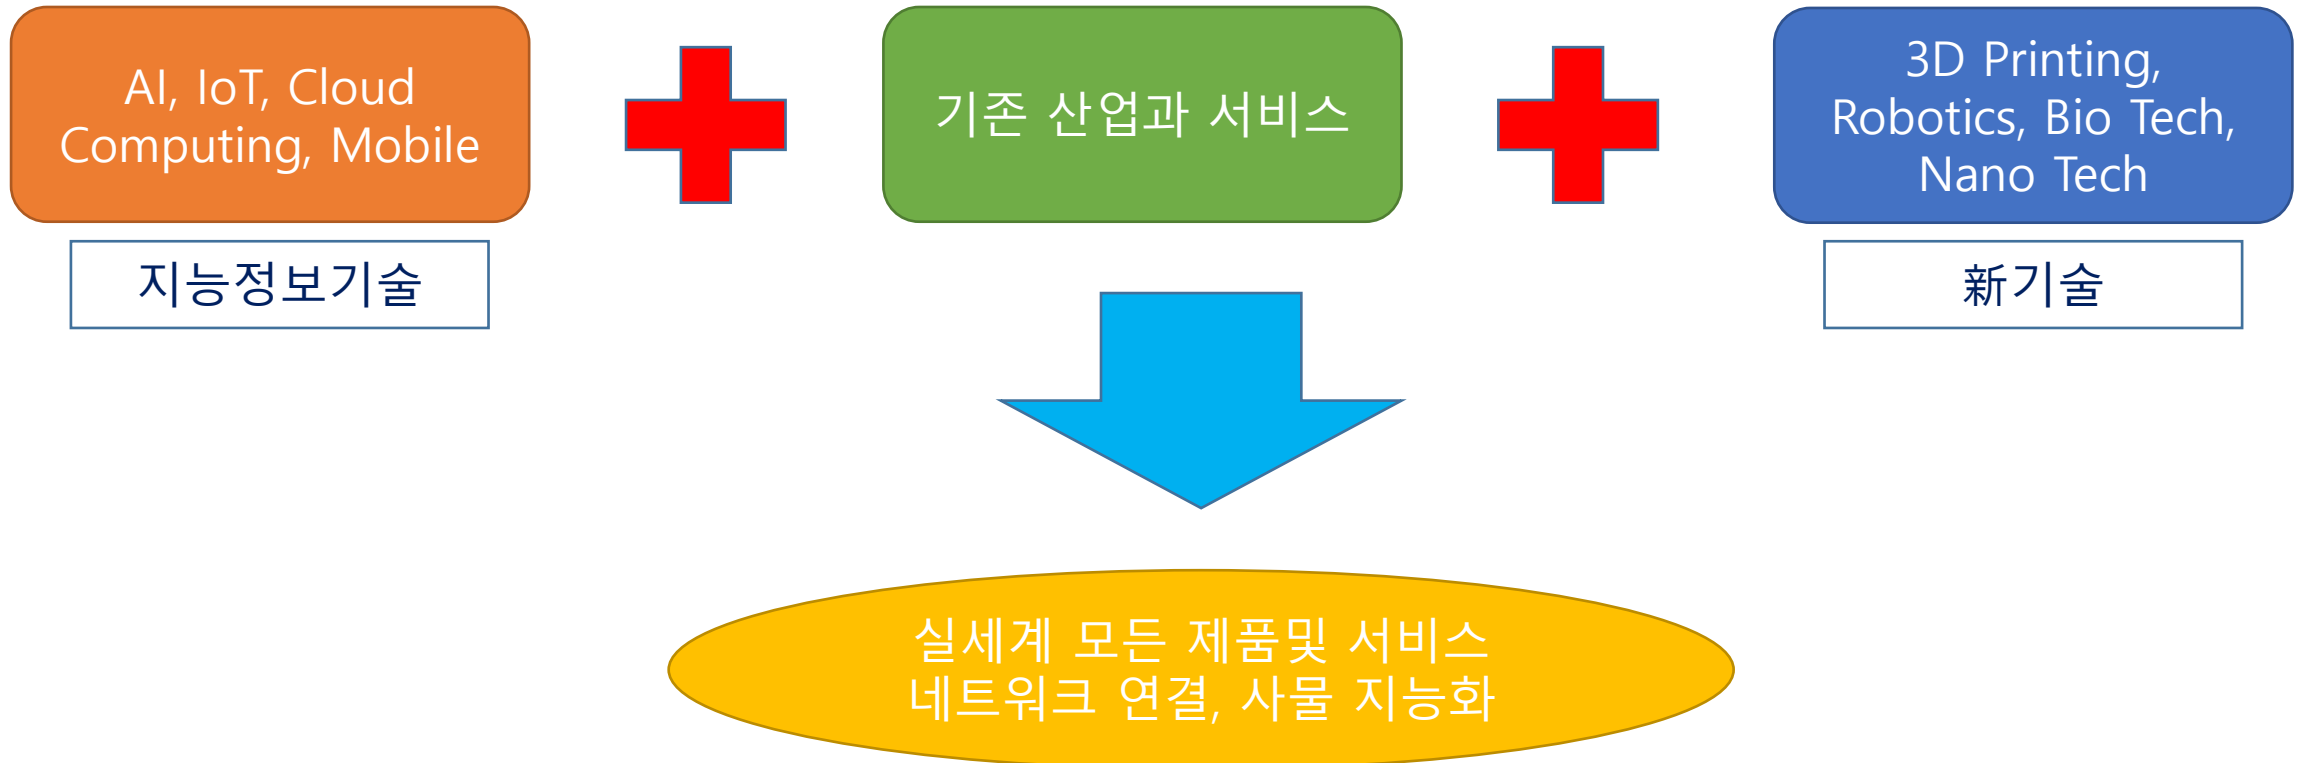 AI, IoT, Cloud
Computing, Mobile
기존 산업과 서비스
3D Printing,
Robotics, Bio Tech,
Nano Tech
지능정보기술
新기술
실세계 모든 제품및 서비스
네트워크 연결, 사물 지능화